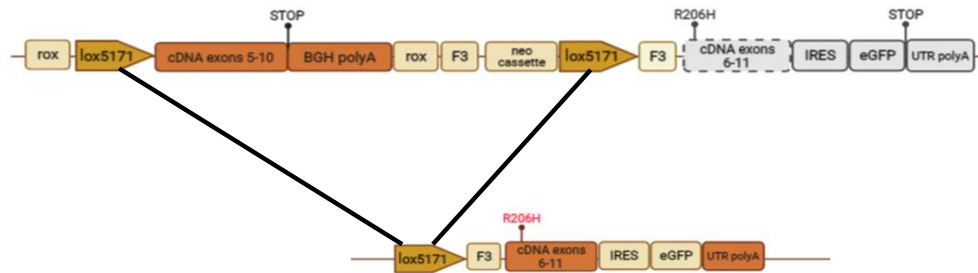 STOP
R206H
STOP
rox
lox5171
cDNA exons 5-10
BGH polyA
rox
F3
neo
cassette
lox5171
F3
cDNA exons
6-11
IRES
eGFP
UTR polyA
R206H
lox5171
F3
cDNA exons
6-11
IRES
eGFP
UTR polyA